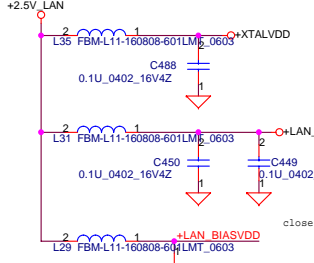 +2.5V_LAN
2 1
+XTALVDD
L35 FBM-L11-160808-601LMT_0603
2
C488
0.1U_0402_16V4Z
1
2 1
+LAN_
L31 FBM-L11-160808-601LMT_0603
2 2
C450 C449
0.1U_0402_16V4Z 0.1U_0402
1 1
close
2 1 +LAN_BIASVDD
L29 FBM-L11-160808-601LMT_0603
1